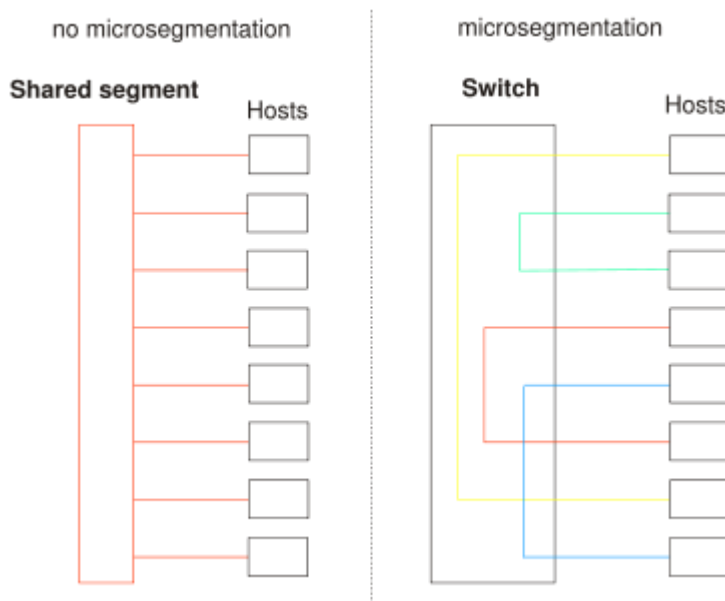 no microsegmentation
Shared segment
Hosts
microsegmentation
Switch
Hosts